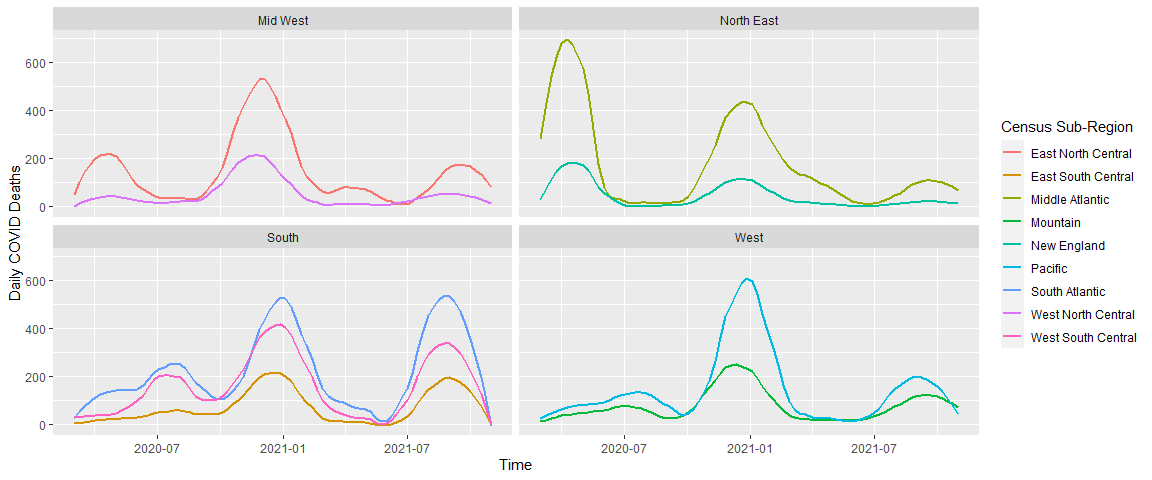 Mid West
North East
600
400
200
0
South
West
600
400
200
0
2020-07
2021-01
2021-07
2020-07
2021-01
2021-07
Time
Daily COVID Deaths
Census Sub-Region
East North Central
East South Central
Middle Atlantic
Mountain
New England
Pacific
South Atlantic
West North Central
West South Central